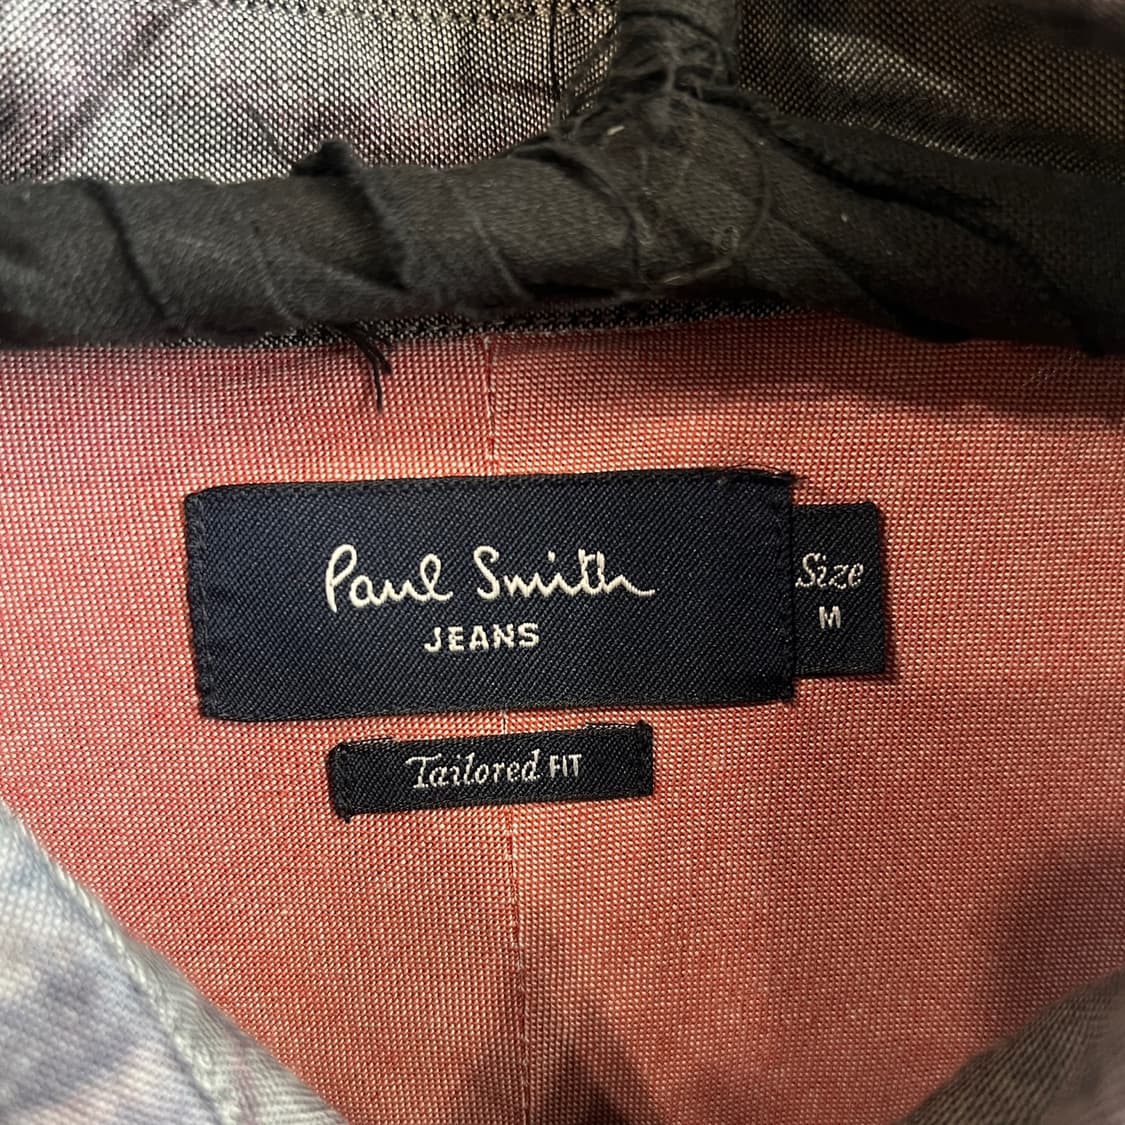 Paul Smith
JEANS
Size
M
Tailored FIT